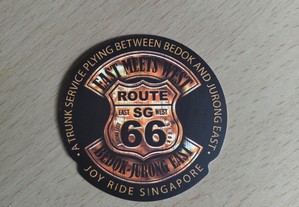 A TRUNK SERVICE PLYING BETWEEN BEDOK AND JURONG EAST
EAST MEETS WEST
ROUTE
EAST SG WEST
66
BEDOK-JURONG EAST
JOY RIDE SINGAPORE